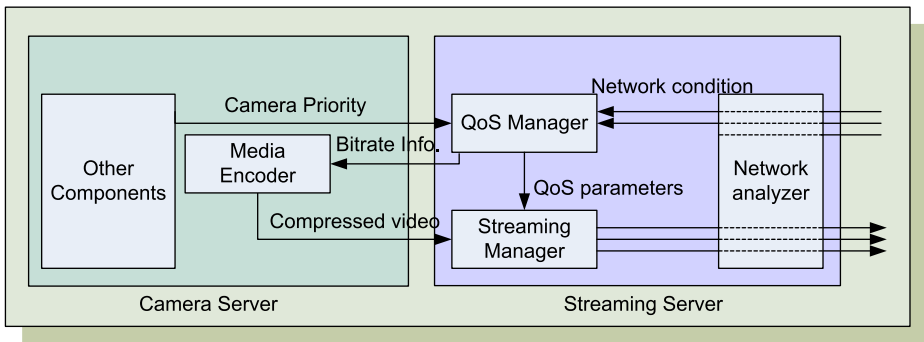 Network condition
Camera Priority
QoS Manager
Bitrate Info.
Media
Encoder
Other
Components
Network
analyzer
QoS parameters
Compressed video
Streaming
Manager
Camera Server
Streaming Server